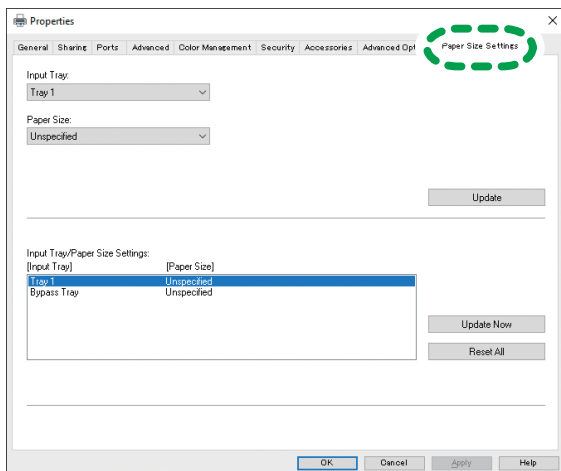 Properties
General Sharing Ports Advanced Color Management Security Accessories Advanced Opt Paper Size Settings
Input Tray:
Tray 1
Paper Size:
Unspecified
Update
Input Tray/Paper Size Settings:
[Input Tray] [Paper Size]
Tray 1 Unspecified
Bypass Tray Unspecified
Update Now
Reset All
OK Cancel Apply Help